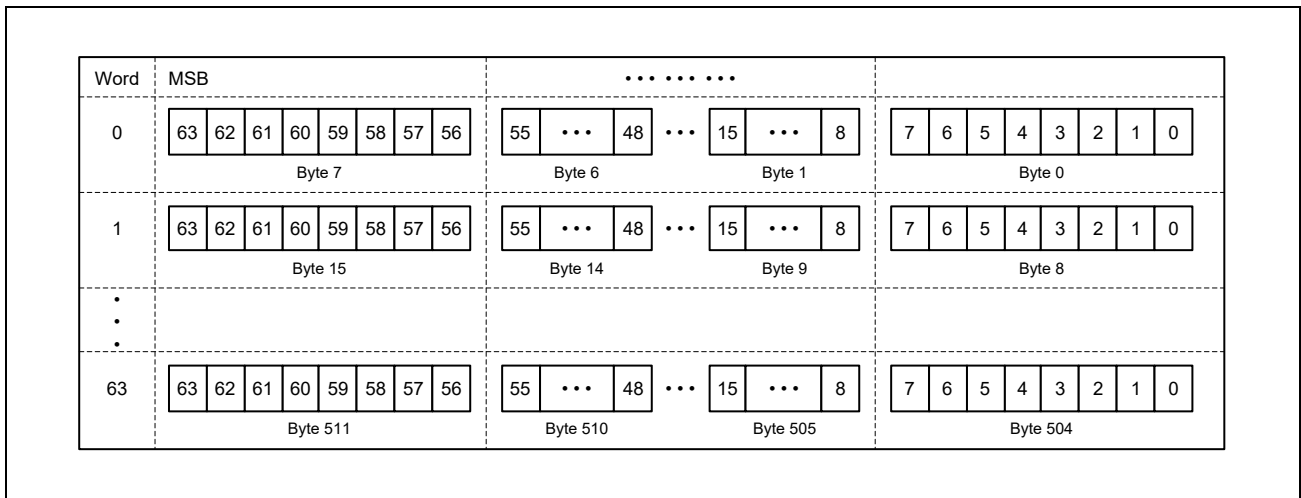 Word MSB ••• ••• •••
0 63 62 61 60 59 58 57 56 55 ••• 48 ••• 15 ••• 8 7 6 5 4 3 2 1 0
Byte 7 Byte 6 Byte 1 Byte 0
1 63 62 61 60 59 58 57 56 55 ••• 48 ••• 15 ••• 8 7 6 5 4 3 2 1 0
Byte 15 Byte 14 Byte 9 Byte 8
•
•
•
63 63 62 61 60 59 58 57 56 55 ••• 48 ••• 15 ••• 8 7 6 5 4 3 2 1 0
Byte 511 Byte 510 Byte 505 Byte 504